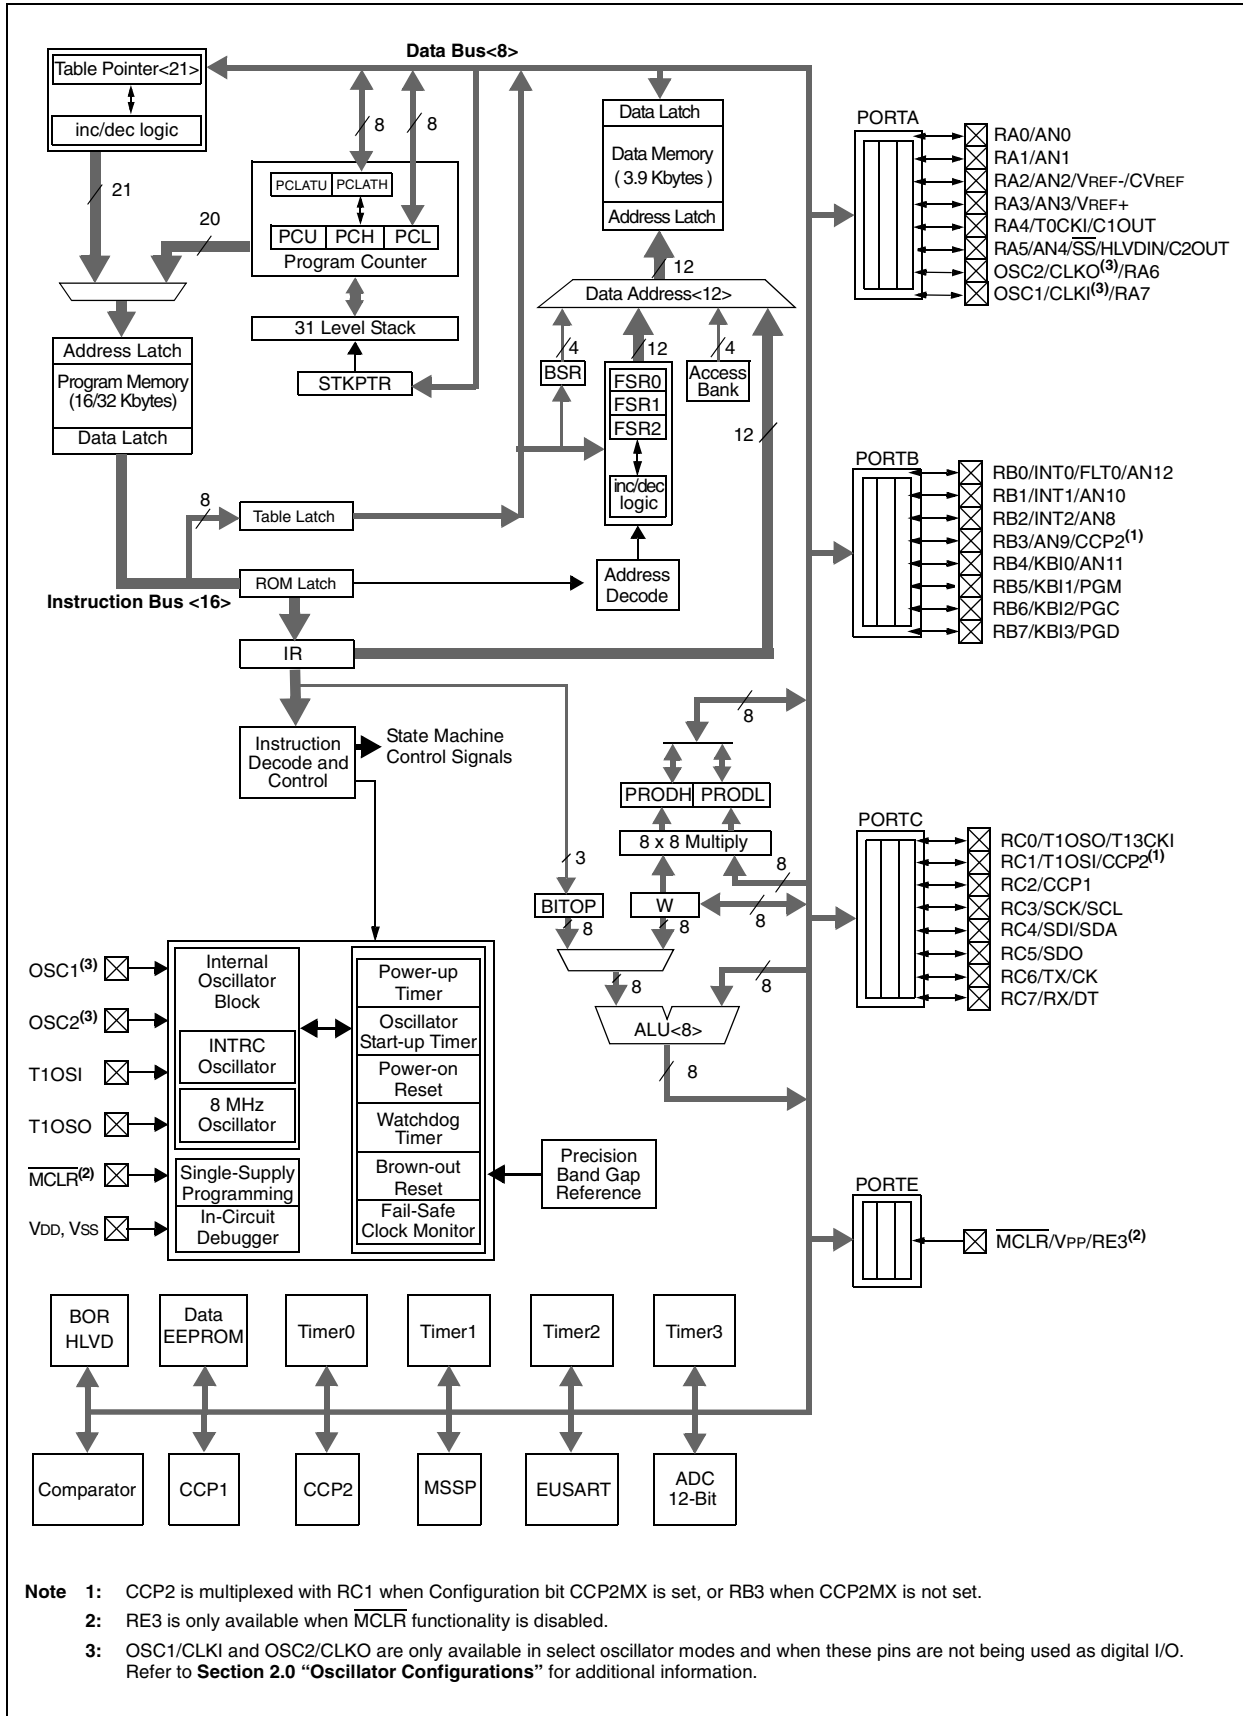 Data Bus<8>
Table Pointer<21>
inc/dec logic
21
20
8
8
PCLATU PCLATH
PCU PCH PCL
Program Counter
31 Level Stack
STKPTR
Address Latch
Program Memory
(16/32 Kbytes)
Data Latch
8
Table Latch
ROM Latch
Instruction Bus <16>
IR
Data Latch
Data Memory
( 3.9 Kbytes )
Address Latch
12
Data Address<12>
4
12
4
BSR
FSR0
FSR1
FSR2
inc/dec
logic
Access
Bank
12
Address
Decode
Instruction
Decode and
Control
State Machine
Control Signals
8
PRODH PRODL
8 x 8 Multiply
3
8
BITOP
W
8
8
8
8
8
ALU<8>
8
OSC1(3)
OSC2(3)
T1OSI
T1OSO
MCLR(2)
VDD, VSS
Internal
Oscillator
Block
INTRC
Oscillator
8 MHz
Oscillator
Single-Supply
Programming
In-Circuit
Debugger
Power-up
Timer
Oscillator
Start-up Timer
Power-on
Reset
Watchdog
Timer
Brown-out
Reset
Fail-Safe
Clock Monitor
Precision
Band Gap
Reference
PORTA
RA0/AN0
RA1/AN1
RA2/AN2/VREF-/CVREF
RA3/AN3/VREF+
RA4/T0CKI/C1OUT
RA5/AN4/SS/HLVDIN/C2OUT
OSC2/CLKO(3)/RA6
OSC1/CLKI(3)/RA7
PORTB
RB0/INT0/FLT0/AN12
RB1/INT1/AN10
RB2/INT2/AN8
RB3/AN9/CCP2(1)
RB4/KBI0/AN11
RB5/KBI1/PGM
RB6/KBI2/PGC
RB7/KBI3/PGD
PORTC
RC0/T1OSO/T13CKI
RC1/T1OSI/CCP2(1)
RC2/CCP1
RC3/SCK/SCL
RC4/SDI/SDA
RC5/SDO
RC6/TX/CK
RC7/RX/DT
PORTE
MCLR/VPP/RE3(2)
BOR
HLVD
Data
EEPROM
Timer0
Timer1
Timer2
Timer3
Comparator
CCP1
CCP2
MSSP
EUSART
ADC
12-Bit
Note 1: CCP2 is multiplexed with RC1 when Configuration bit CCP2MX is set, or RB3 when CCP2MX is not set.
2: RE3 is only available when MCLR functionality is disabled.
3: OSC1/CLKI and OSC2/CLKO are only available in select oscillator modes and when these pins are not being used as digital I/O.
Refer to Section 2.0 “Oscillator Configurations” for additional information.